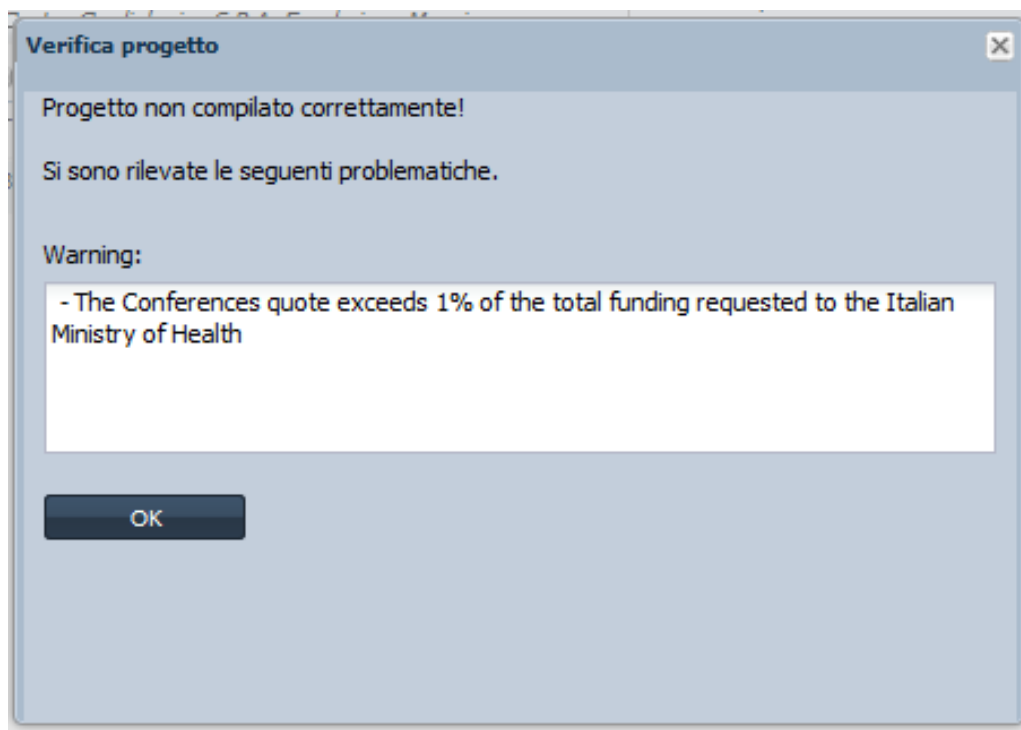 Verifica progetto
Progetto non compilato correttamente!
Si sono rilevate le seguenti problematiche.
Warning:
- The Conferences quote exceeds 1% of the total funding requested to the Italian
Ministry of Health
OK